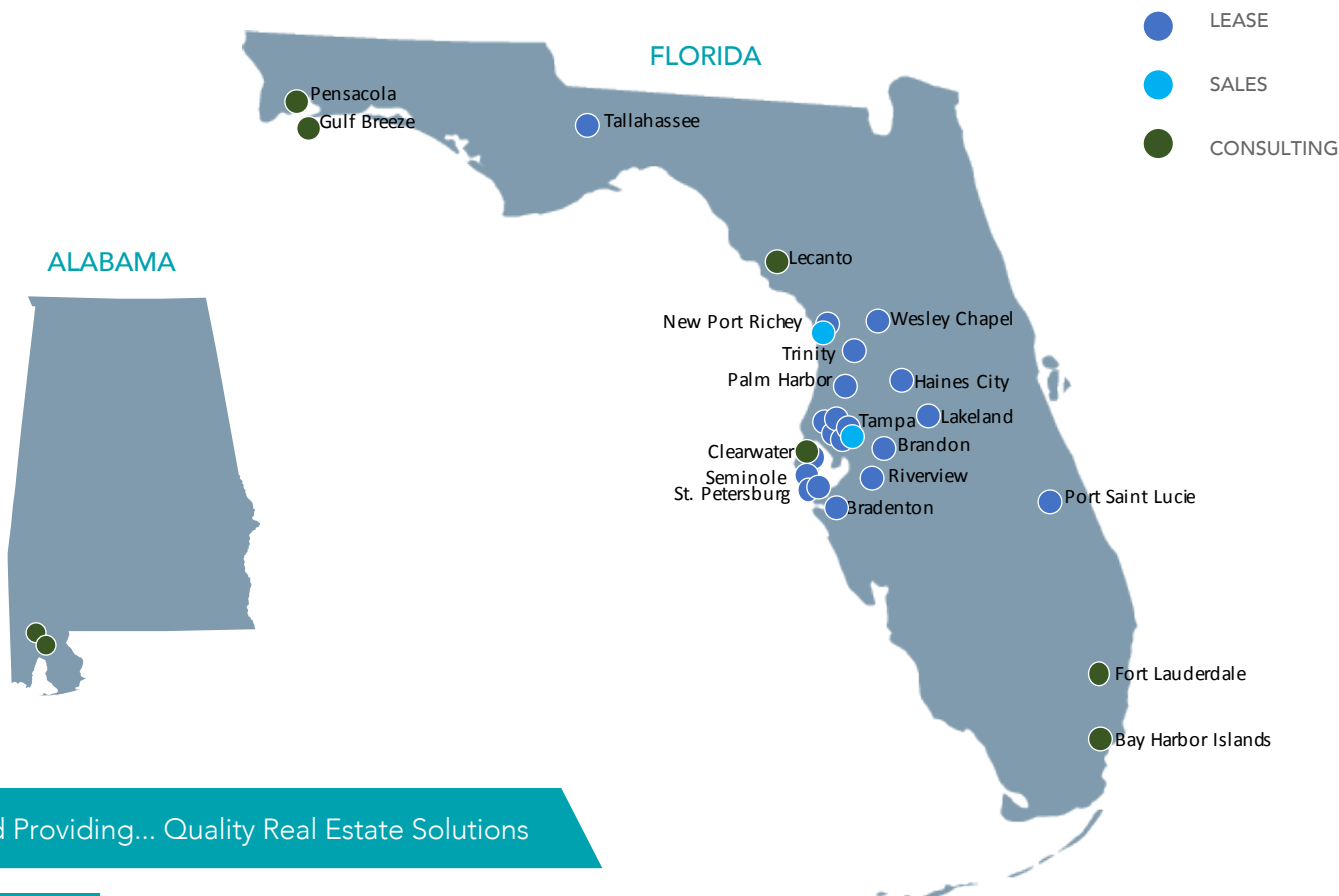 LEASE
FLORIDA
SALES
Pensacola
Gulf Breeze
Tallahassee
CONSULTING
ALABAMA
Lecanto
New Port Richey
Wesley Chapel
Trinity
Palm Harbor
Haines City
Tampa
Lakeland
Clearwater
Brandon
Seminole
Riverview
St. Petersburg
Port Saint Lucie
Bradenton
Fort Lauderdale
Bay Harbor Islands
Providing... Quality Real Estate Solutions